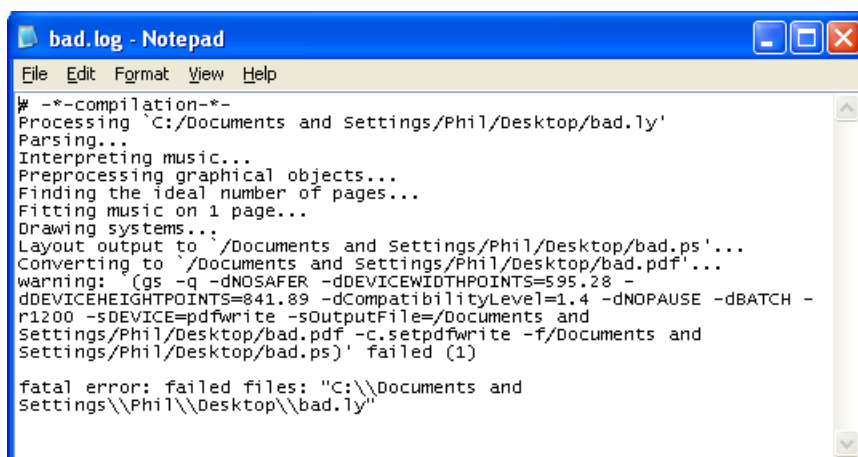 bad.log - Notepad
File Edit Format View Help
# -*-compilation-*-
Processing `C:/Documents and Settings/Phil/Desktop/bad.ly'
Parsing...
Interpreting music...
Preprocessing graphical objects...
Finding the ideal number of pages...
Fitting music on 1 page...
Drawing systems...
Layout output to `/Documents and Settings/Phil/Desktop/bad.ps'...
Converting to `/Documents and Settings/Phil/Desktop/bad.pdf'...
warning: `(gs -q -dNOSAFER -dDEVICEWIDTHPOINTS=595.28 -
dDEVICEHEIGHTPOINTS=841.89 -dCompatibilityLevel=1.4 -dNOPAUSE -dBATCH -
r1200 -sDEVICE=pdfwrite -sOutputFile=/Documents and
Settings/Phil/Desktop/bad.pdf -c.setpdfwrite -f/Documents and
Settings/Phil/Desktop/bad.ps)' failed (1)
fatal error: failed files: "C:\\Documents and
Settings\\Phil\\Desktop\\bad.ly"